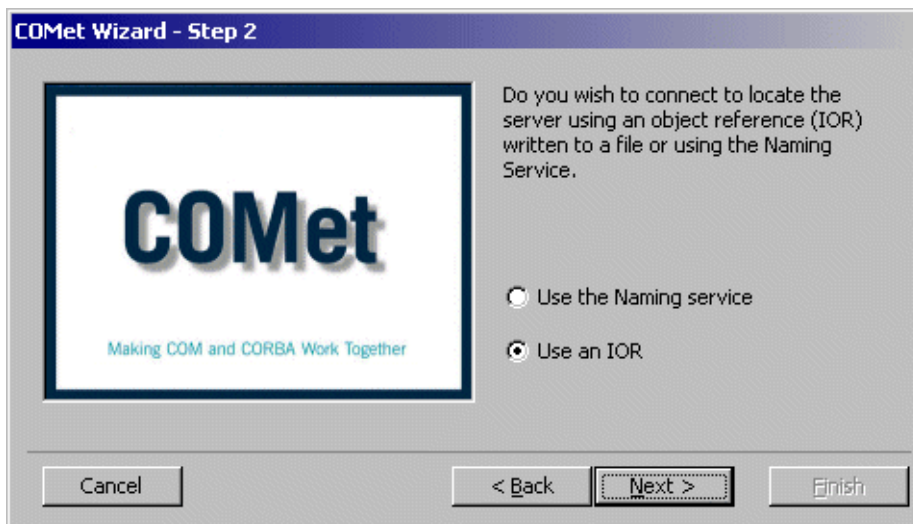 COMet Wizard - Step 2
Do you wish to connect to locate the
server using an object reference (IOR)
written to a file or using the Naming
Service.
COMet
Making COM and CORBA Work Together
Use the Naming service
Use an IOR
Cancel
< Back
Next >
Finish